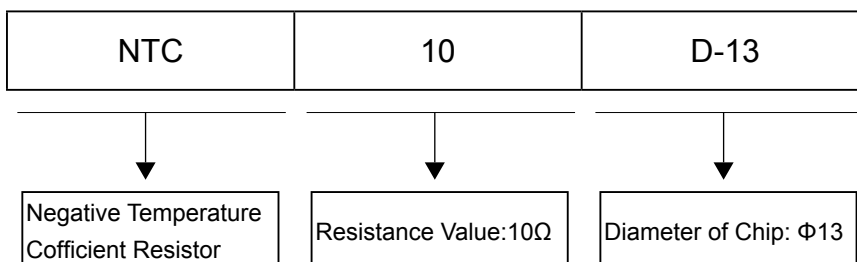 NTC 10 D-13
Negative Temperature
Cofficient Resistor
Resistance Value:10Ω
Diameter of Chip: Φ13